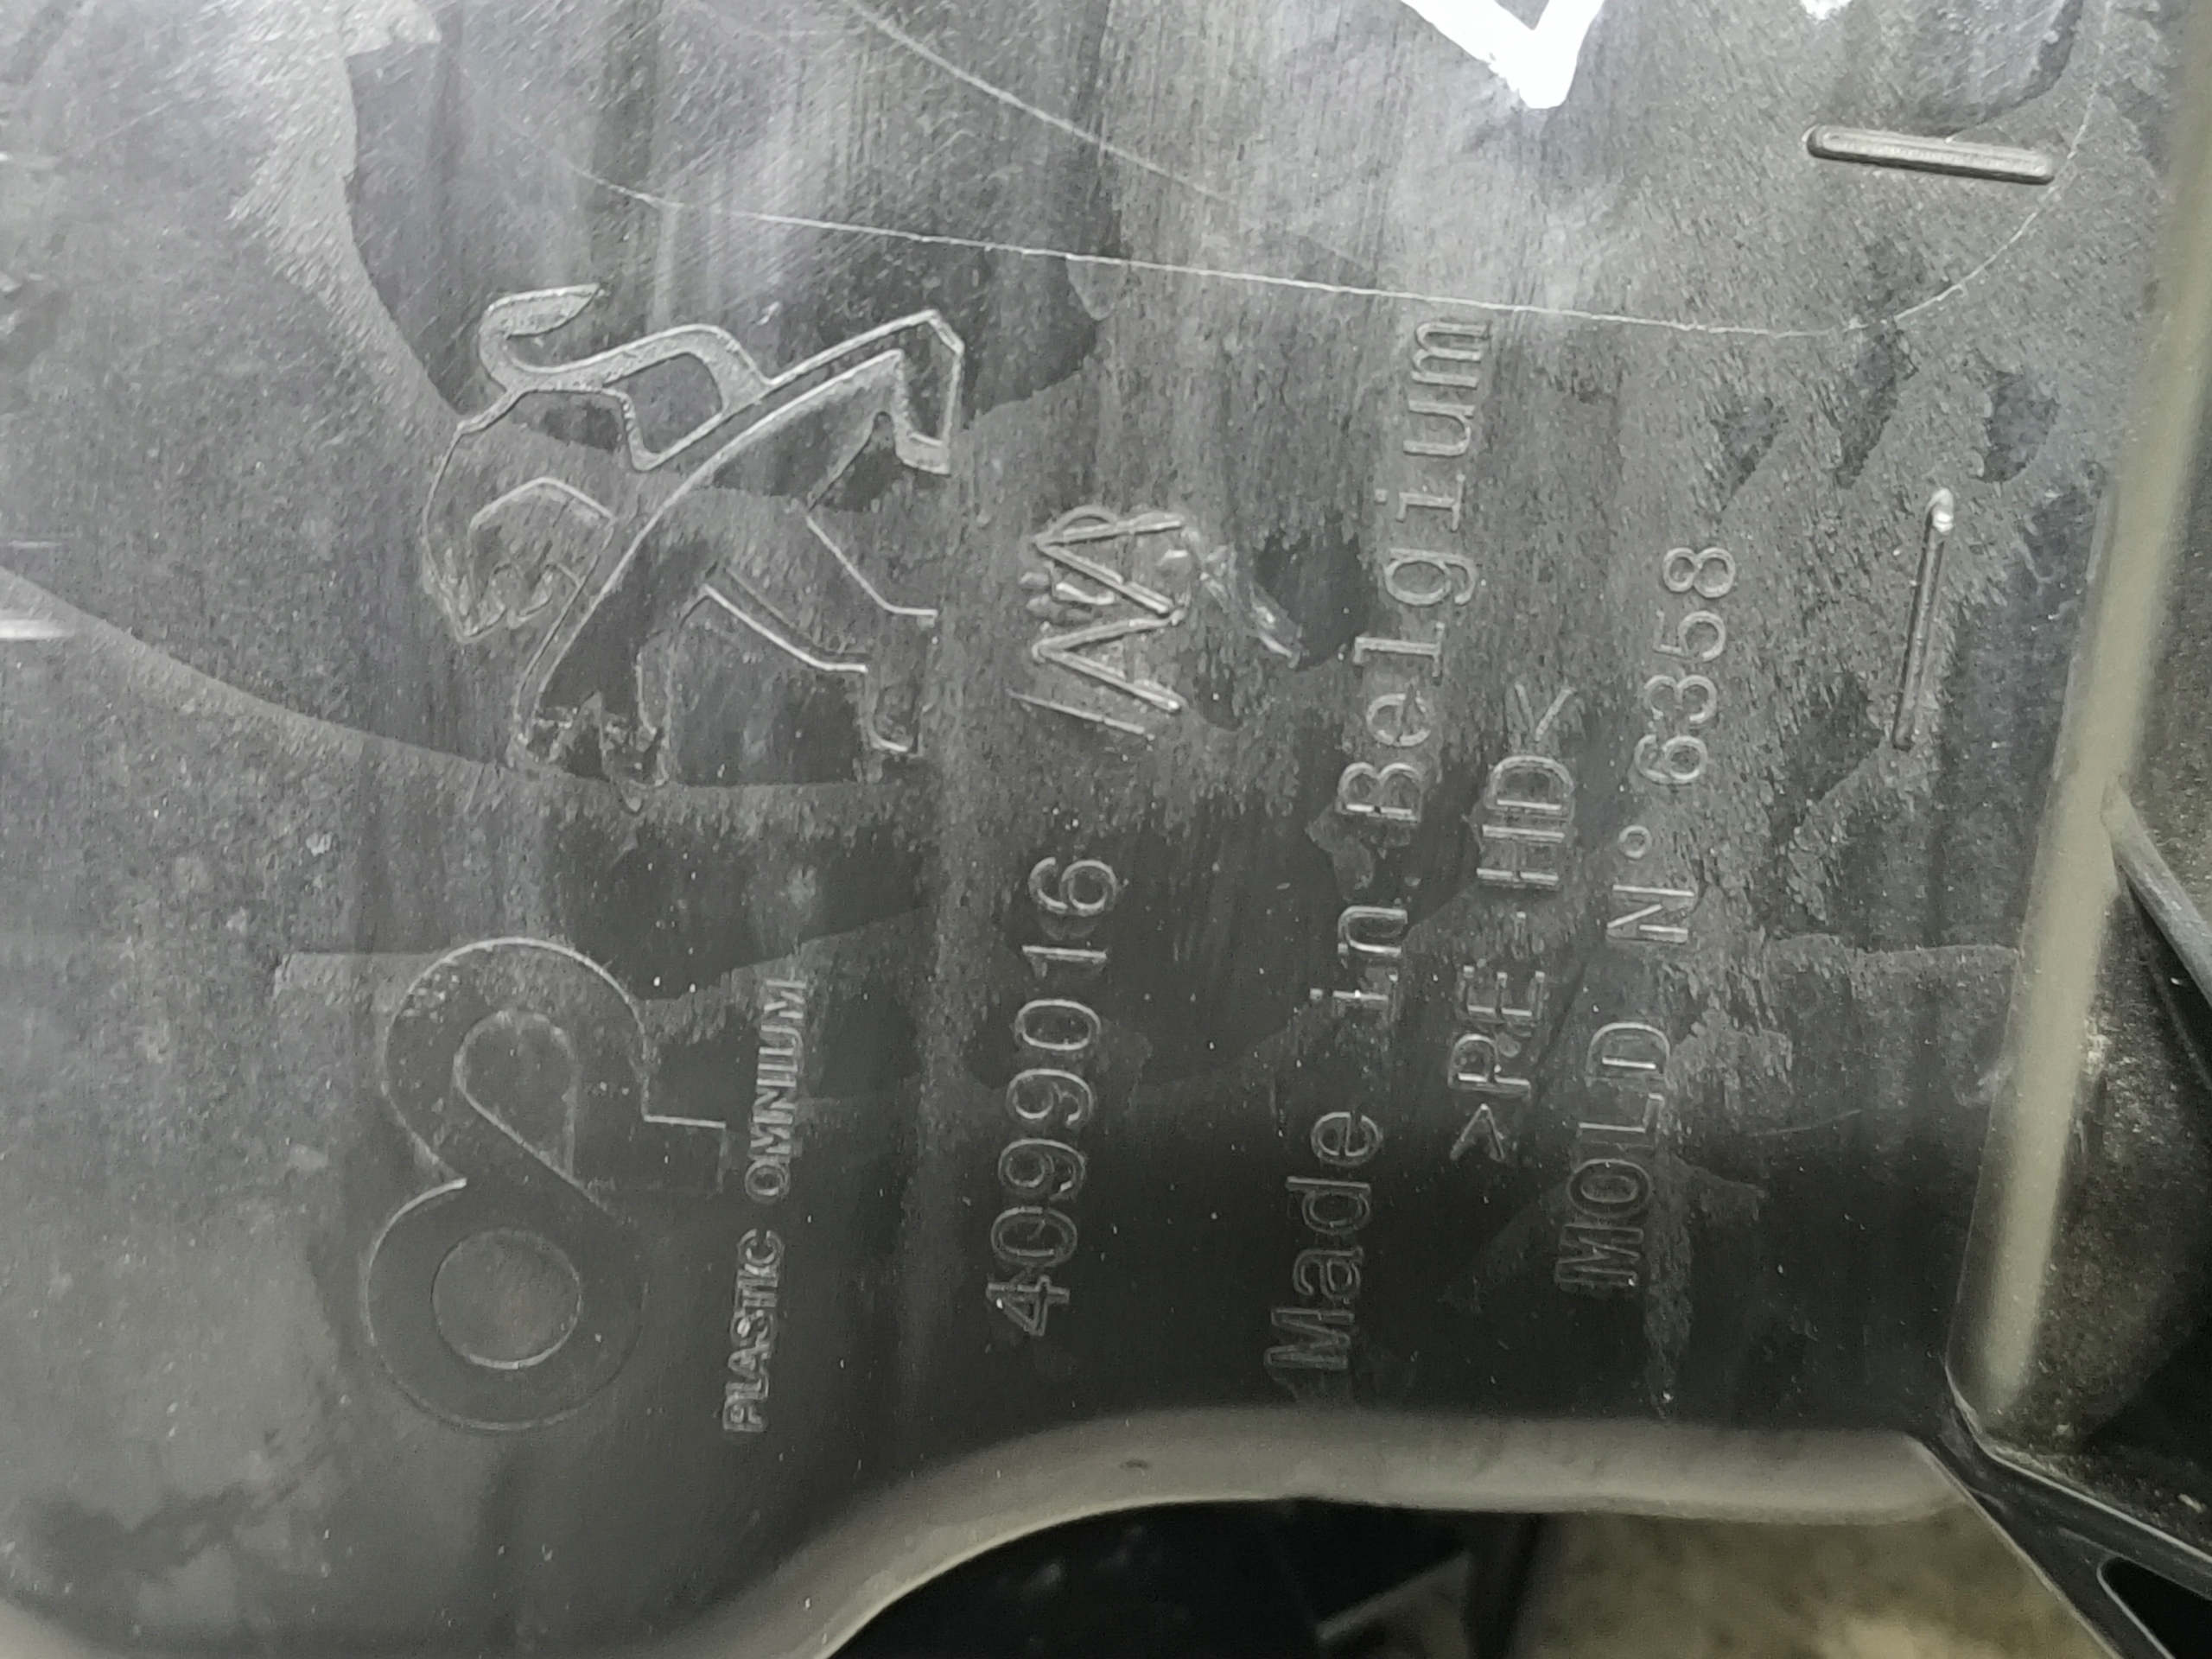 PLASTIC OMNIUM
4099016
Made in Belgium
>PE-HD<
MOLD N° 6358